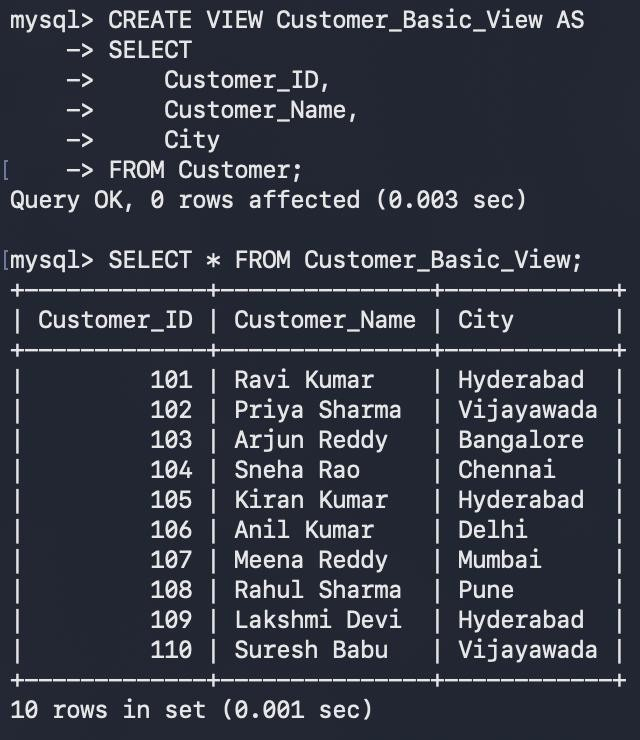 mysql> CREATE VIEW Customer_Basic_View AS
    -> SELECT
    ->     Customer_ID,
    ->     Customer_Name,
    ->     City
[    -> FROM Customer;
Query OK, 0 rows affected (0.003 sec)

[mysql> SELECT * FROM Customer_Basic_View;
+-------------+---------------+------------+
| Customer_ID | Customer_Name | City       |
+-------------+---------------+------------+
|         101 | Ravi Kumar    | Hyderabad  |
|         102 | Priya Sharma  | Vijayawada |
|         103 | Arjun Reddy   | Bangalore  |
|         104 | Sneha Rao     | Chennai    |
|         105 | Kiran Kumar   | Hyderabad  |
|         106 | Anil Kumar    | Delhi      |
|         107 | Meena Reddy   | Mumbai     |
|         108 | Rahul Sharma  | Pune       |
|         109 | Lakshmi Devi  | Hyderabad  |
|         110 | Suresh Babu   | Vijayawada |
+-------------+---------------+------------+
10 rows in set (0.001 sec)